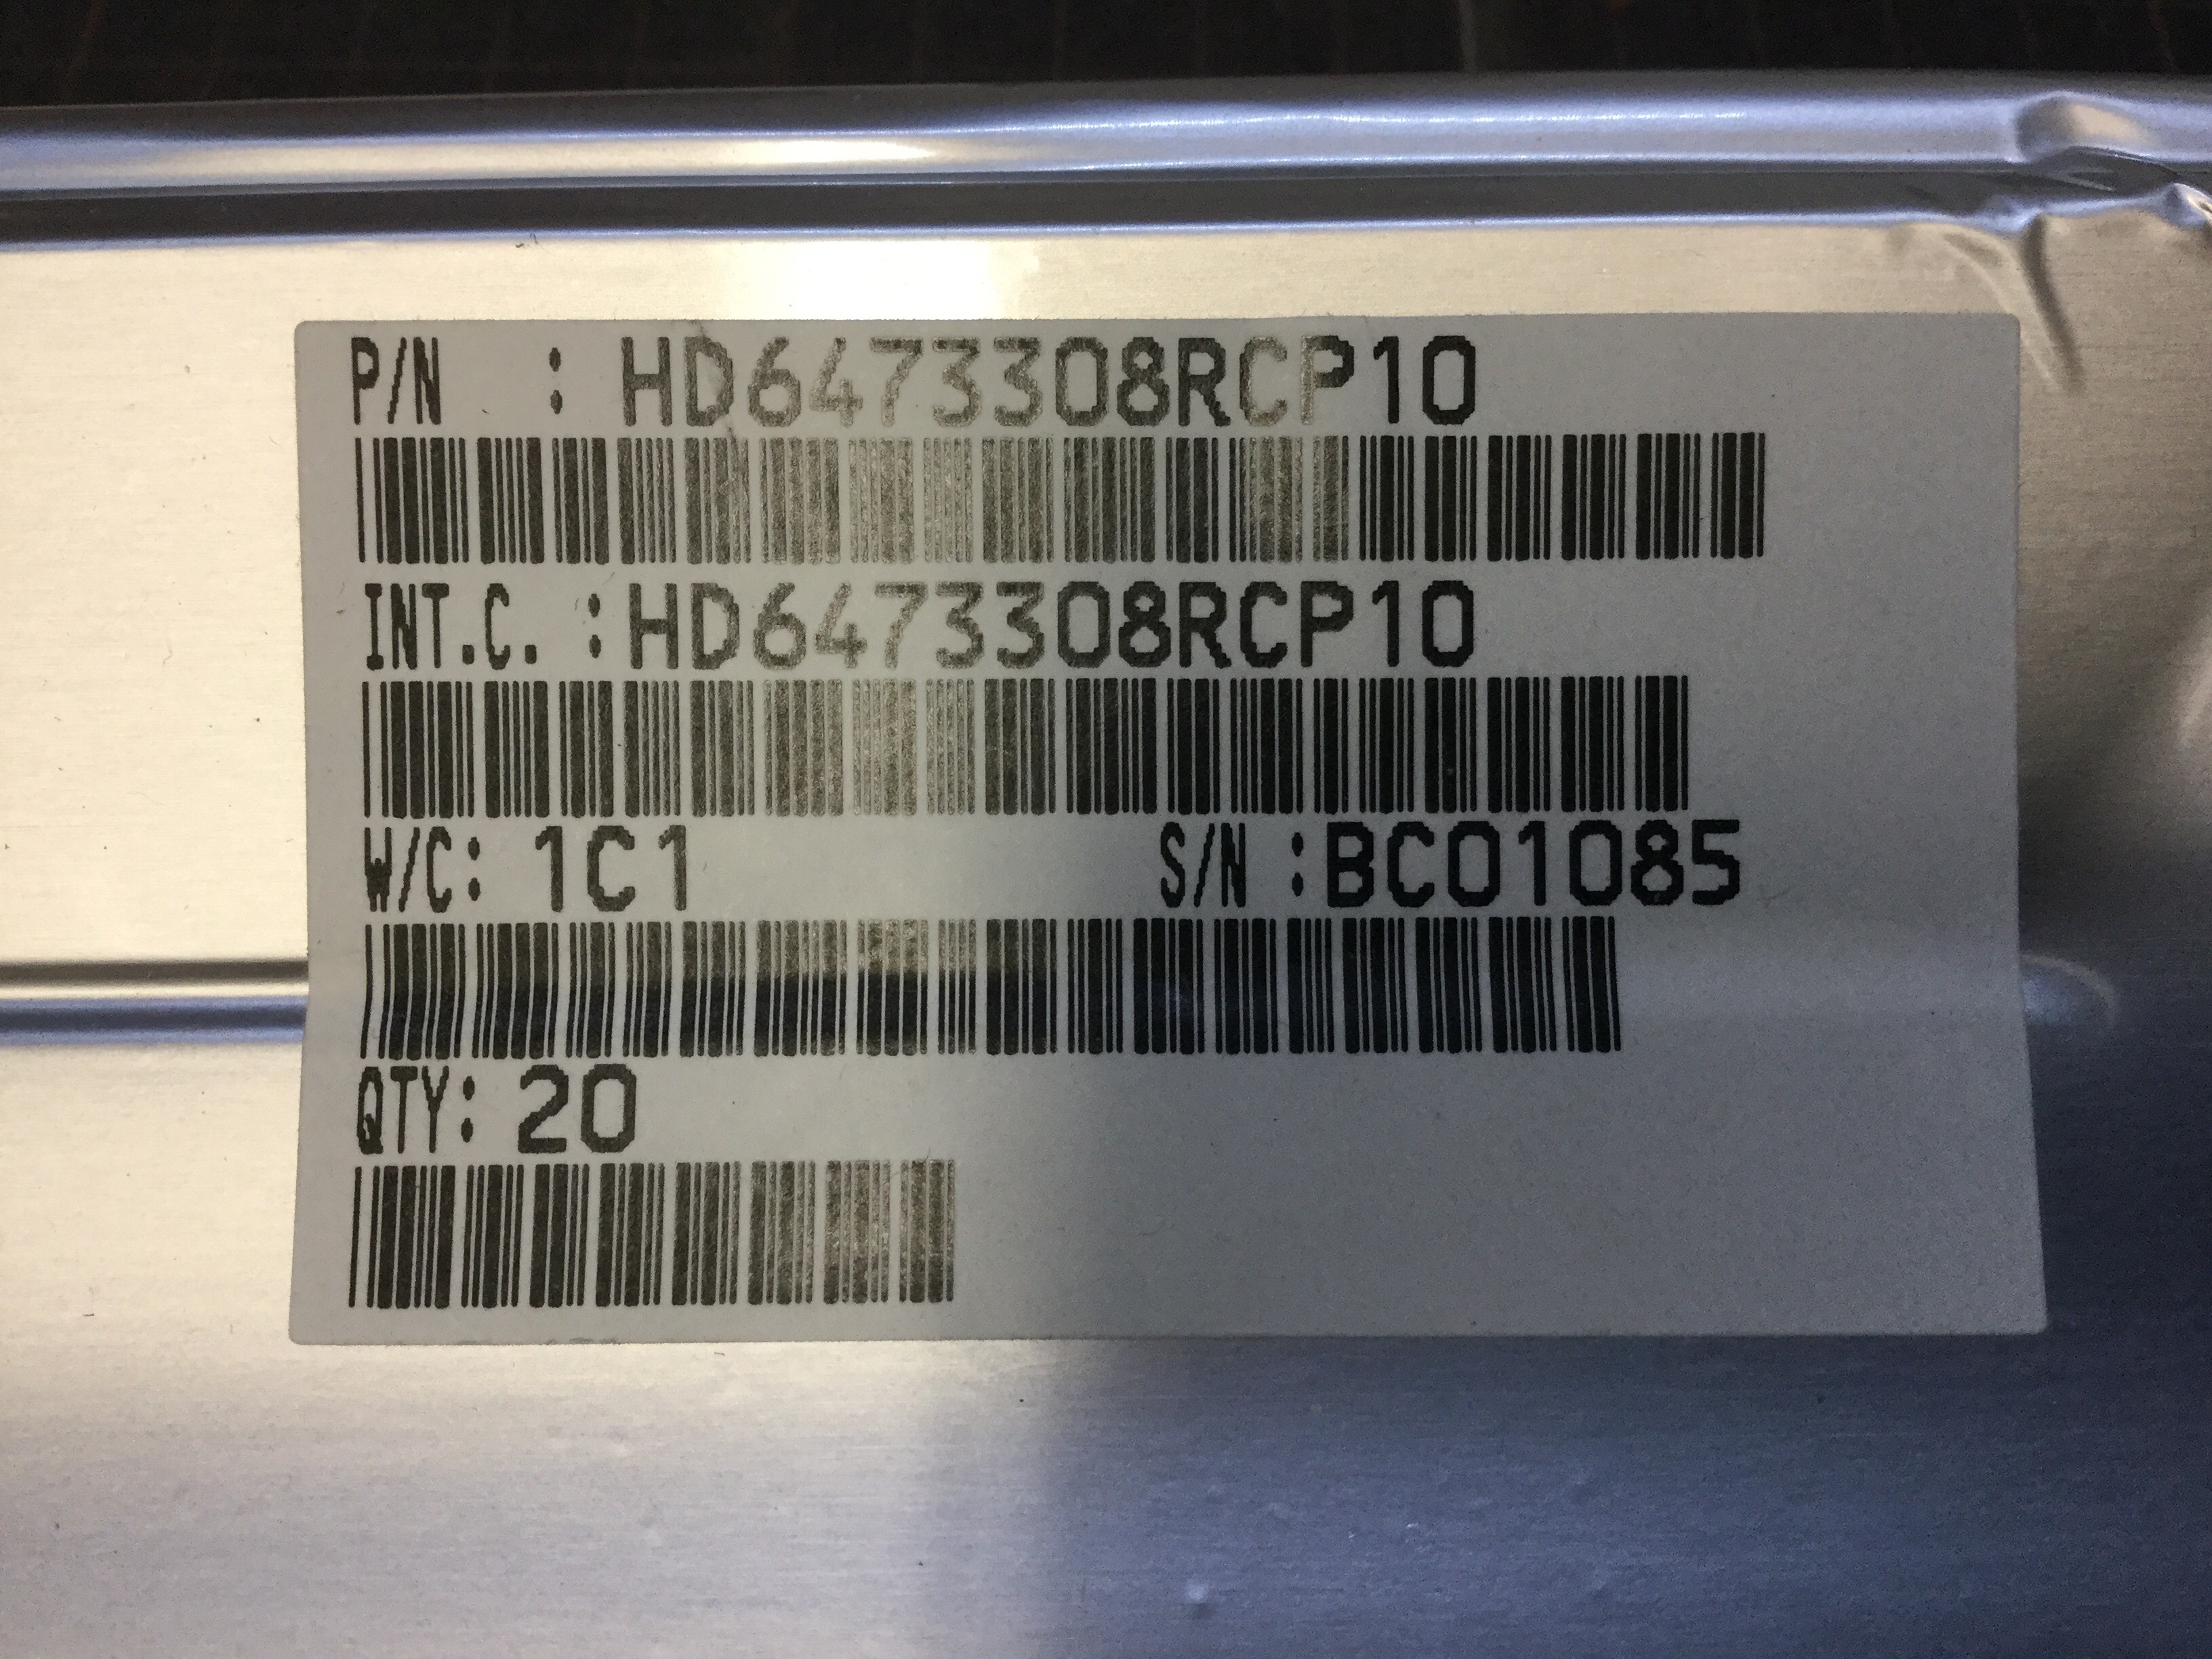 P/N : HD6473308RCP10
INT.C. :HD6473308RCP10
W/C: 1C1 S/N :BC01085
QTY: 20